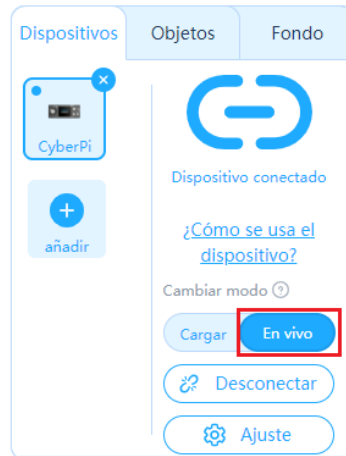 Dispositivos Objetos Fondo
CyberPi
Dispositivo conectado
añadir
¿Cómo se usa el
dispositivo?
Cambiar modo ?
Cargar En vivo
Desconectar
Ajuste